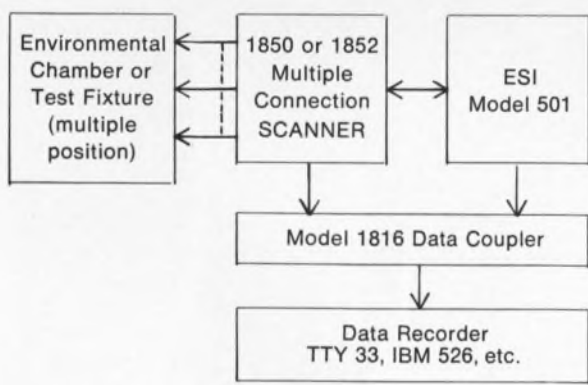 Environmental
Chamber or
Test Fixture
(multiple
position)
1850 or 1852
Multiple
Connection
SCANNER
ESI
Model 501
Model 1816 Data Coupler
Data Recorder
TTY 33, IBM 526, etc.